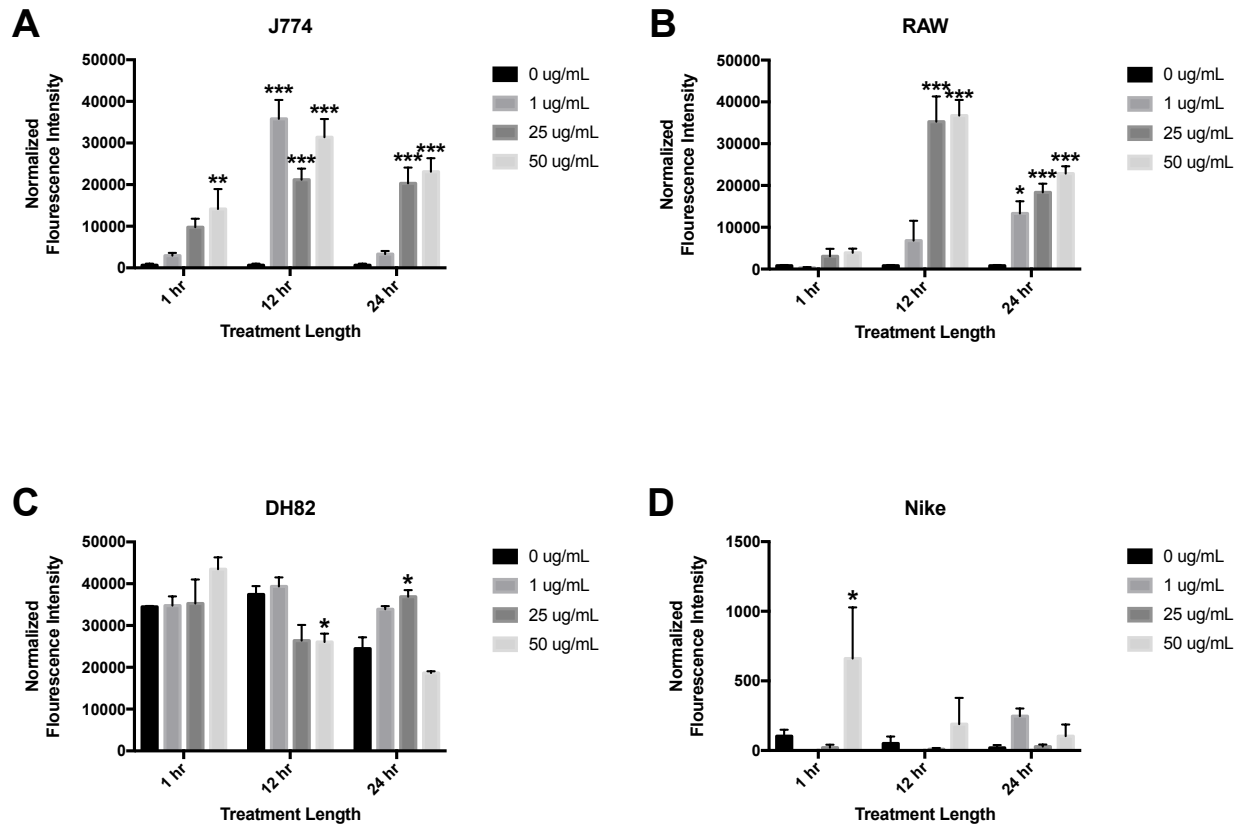 A
J774
Normalized
Flourescence Intensity
50000
40000
30000
20000
10000
0
**
***
***
***
***
***
1 hr
12 hr
24 hr
Treatment Length
0 ug/mL
1 ug/mL
25 ug/mL
50 ug/mL
B
RAW
Normalized
Flourescence Intensity
50000
40000
30000
20000
10000
0
***
***
*
***
***
1 hr
12 hr
24 hr
Treatment Length
0 ug/mL
1 ug/mL
25 ug/mL
50 ug/mL
C
DH82
Normalized
Flourescence Intensity
50000
40000
30000
20000
10000
0
*
*
1 hr
12 hr
24 hr
Treatment Length
0 ug/mL
1 ug/mL
25 ug/mL
50 ug/mL
D
Nike
Normalized
Flourescence Intensity
1500
1000
500
0
*
1 hr
12 hr
24 hr
Treatment Length
0 ug/mL
1 ug/mL
25 ug/mL
50 ug/mL